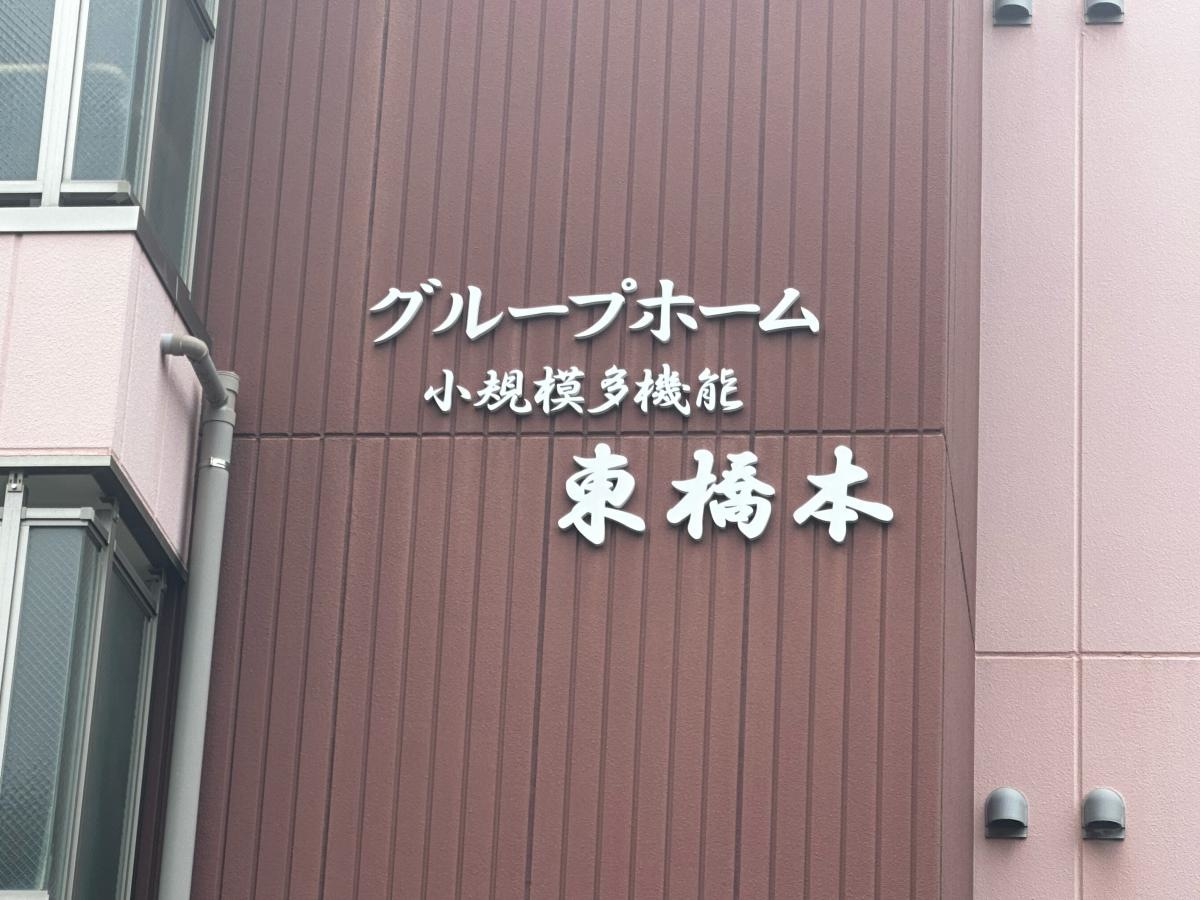 グループホーム
小規模多機能
東橋本